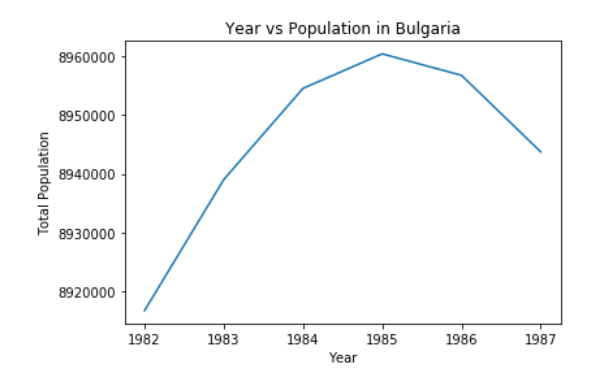 Year vs Population in Bulgaria
8960000
8950000
8940000
8930000
8920000
Total Population
1982 1983 1984 1985 1986 1987
Year